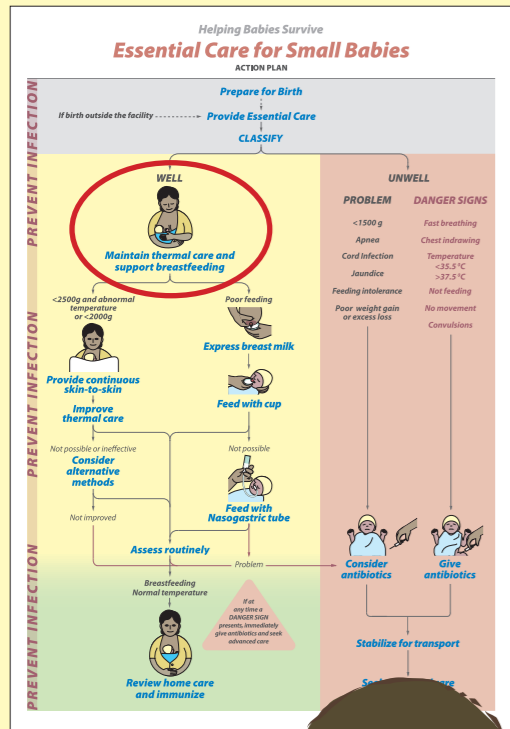 Helping Babies Survive
Essential Care for Small Babies
ACTION PLAN
PREVENT INFECTION
PREVENT INFECTION
PREVENT INFECTION
Prepare for Birth
If birth outside the facility
Provide Essential Care
CLASSIFY
WELL
Maintain thermal care and
support breastfeeding
<2500g and abnormal
temperature
or <2000g
Provide continuous
skin-to-skin
Improve
thermal care
Not possible or ineffective
Consider
alternative
methods
Not improved
Poor feeding
Express breast milk
Feed with cup
Not possible
Feed with
Nasogastric tube
Assess routinely
Problem
Breastfeeding
Normal temperature
Review home care
and immunize
If at
any time a
DANGER SIGN
presents, immediately
give antibiotics and seek
advanced care
UNWELL
PROBLEM
<1500 g
Apnea
Cord Infection
Jaundice
Feeding intolerance
Poor weight gain
or excess loss
DANGER SIGNS
Fast breathing
Chest indrawing
Temperature
<35.5°C
>37.5°C
Not feeding
No movement
Convulsions
Consider
antibiotics
Give
antibiotics
Stabilize for transport